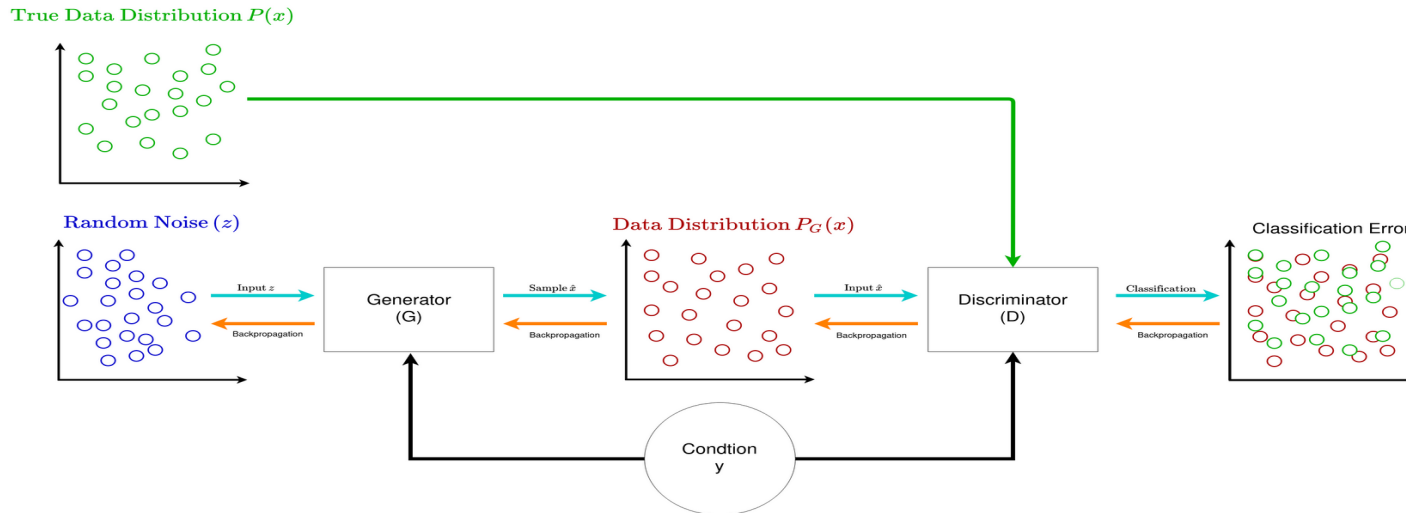 True Data Distribution P(x)
Random Noise (z)
Data Distribution P_G(x)
Classification Error
Input z
Generator
(G)
Sample x̂
Input x̂
Discriminator
(D)
Classification
Backpropagation
Backpropagation
Backpropagation
Backpropagation
Condtion
y